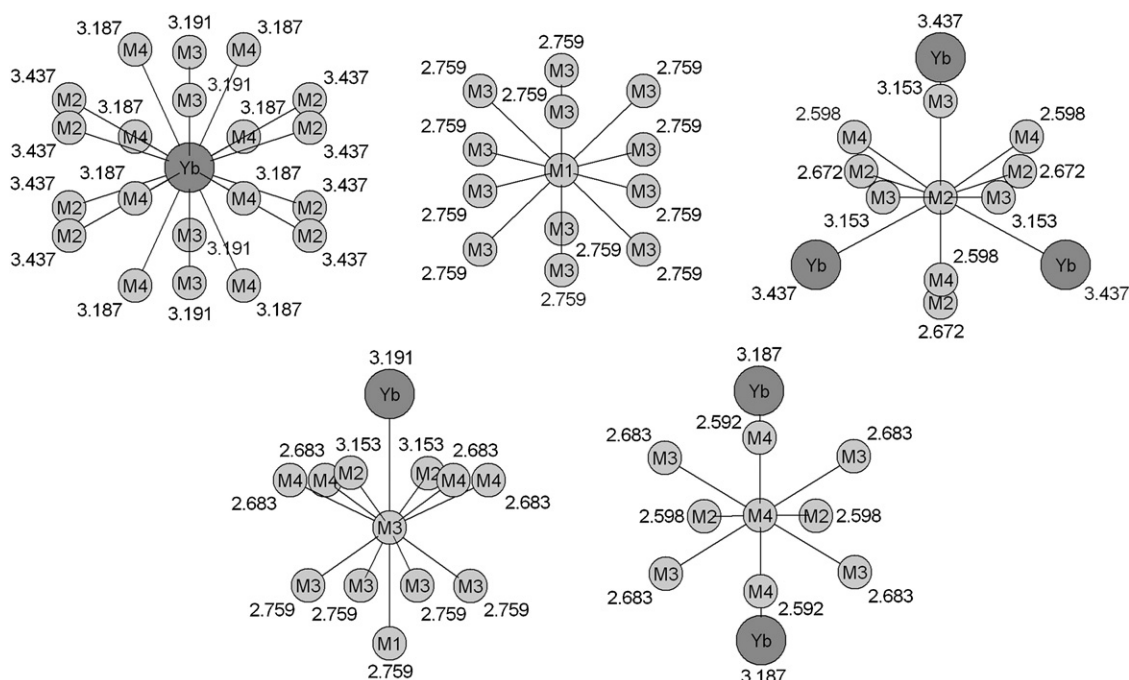 3.191
3.187 3.187
M4 M3 M4
3.437 3.191 3.437
M2 M3 M2
3.187 3.187
M2 M4 M4 M2
3.437 Yb 3.437
3.437 3.187 3.187 3.437
M2 M4 M4 M2
M2 M3 M2
3.437 3.191 3.437
M4 M3 M4
3.187 3.191 3.187
2.759
2.759 M3 2.759
M3 2.759 M3 M3
2.759 2.759
M3 M3
M1
M3 M3
2.759 2.759
M3
M3 2.759 M3
2.759 M3 2.759
2.759
3.437
Yb
3.153
M3
2.598 2.598
M4 M4
2.672 M2 M2 2.672
M3 M2 M3
3.153 3.153
Yb 2.598 Yb
3.437 M4 3.437
M2
2.672
3.191
Yb
2.683 3.153 3.153 2.683
M4 M4 M2 M2 M4 M4
2.683 2.683
M3
M3 M3 M3 M3
2.759 2.759 2.759 2.759
M1
2.759
3.187
Yb
2.592
M4
2.683 2.683
M3 M3
2.598 M2 M4 M2 2.598
M3 M3
2.683 M4 2.683
2.592
Yb
3.187